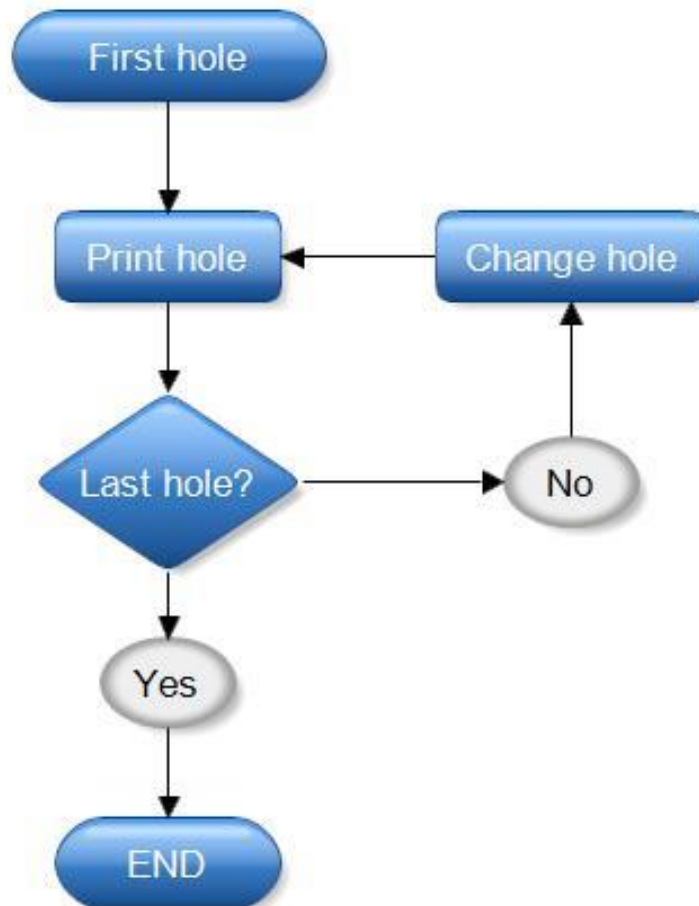 First hole
Print hole
Change hole
Last hole?
No
Yes
END